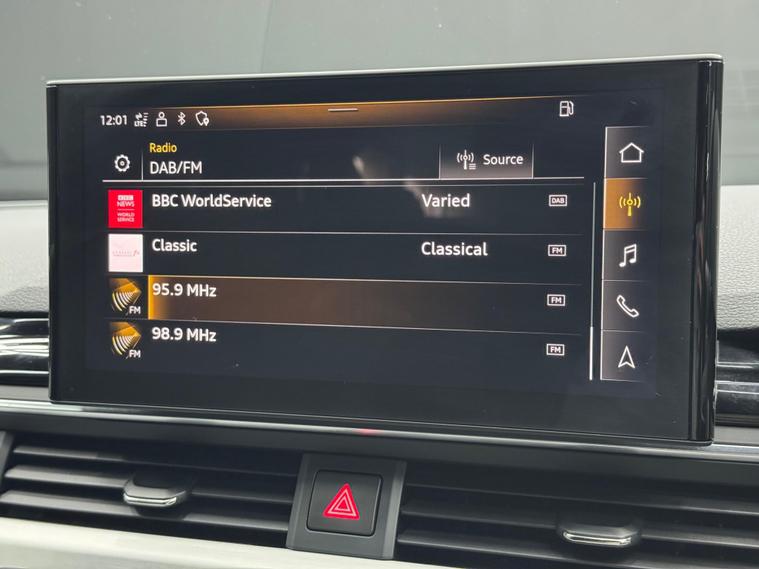 12:01 LTE
Radio
DAB/FM
Source
BBC NEWS WORLD SERVICE
BBC WorldService Varied DAB
Classic Classical FM
FM 95.9 MHz FM
FM 98.9 MHz FM